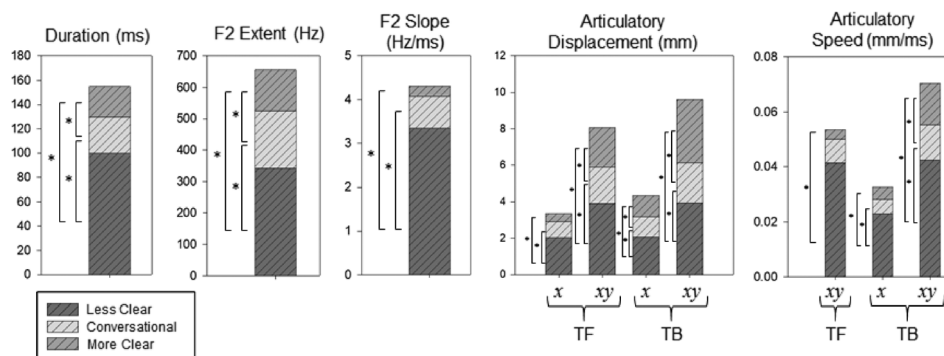 Duration (ms)
180
160
140
120
100
80
60
40
20
0
*
*
*
F2 Extent (Hz)
700
600
500
400
300
200
100
0
*
*
*
F2 Slope
(Hz/ms)
5
4
3
2
1
0
*
*
Articulatory
Displacement (mm)
12
10
8
6
4
2
0
*
*
*
*
*
*
*
*
*
*
*
x
xy
x
xy
TF
TB
Articulatory
Speed (mm/ms)
0.08
0.06
0.04
0.02
0.00
*
*
*
*
*
*
xy
x
xy
TF
TB
Less Clear
Conversational
More Clear